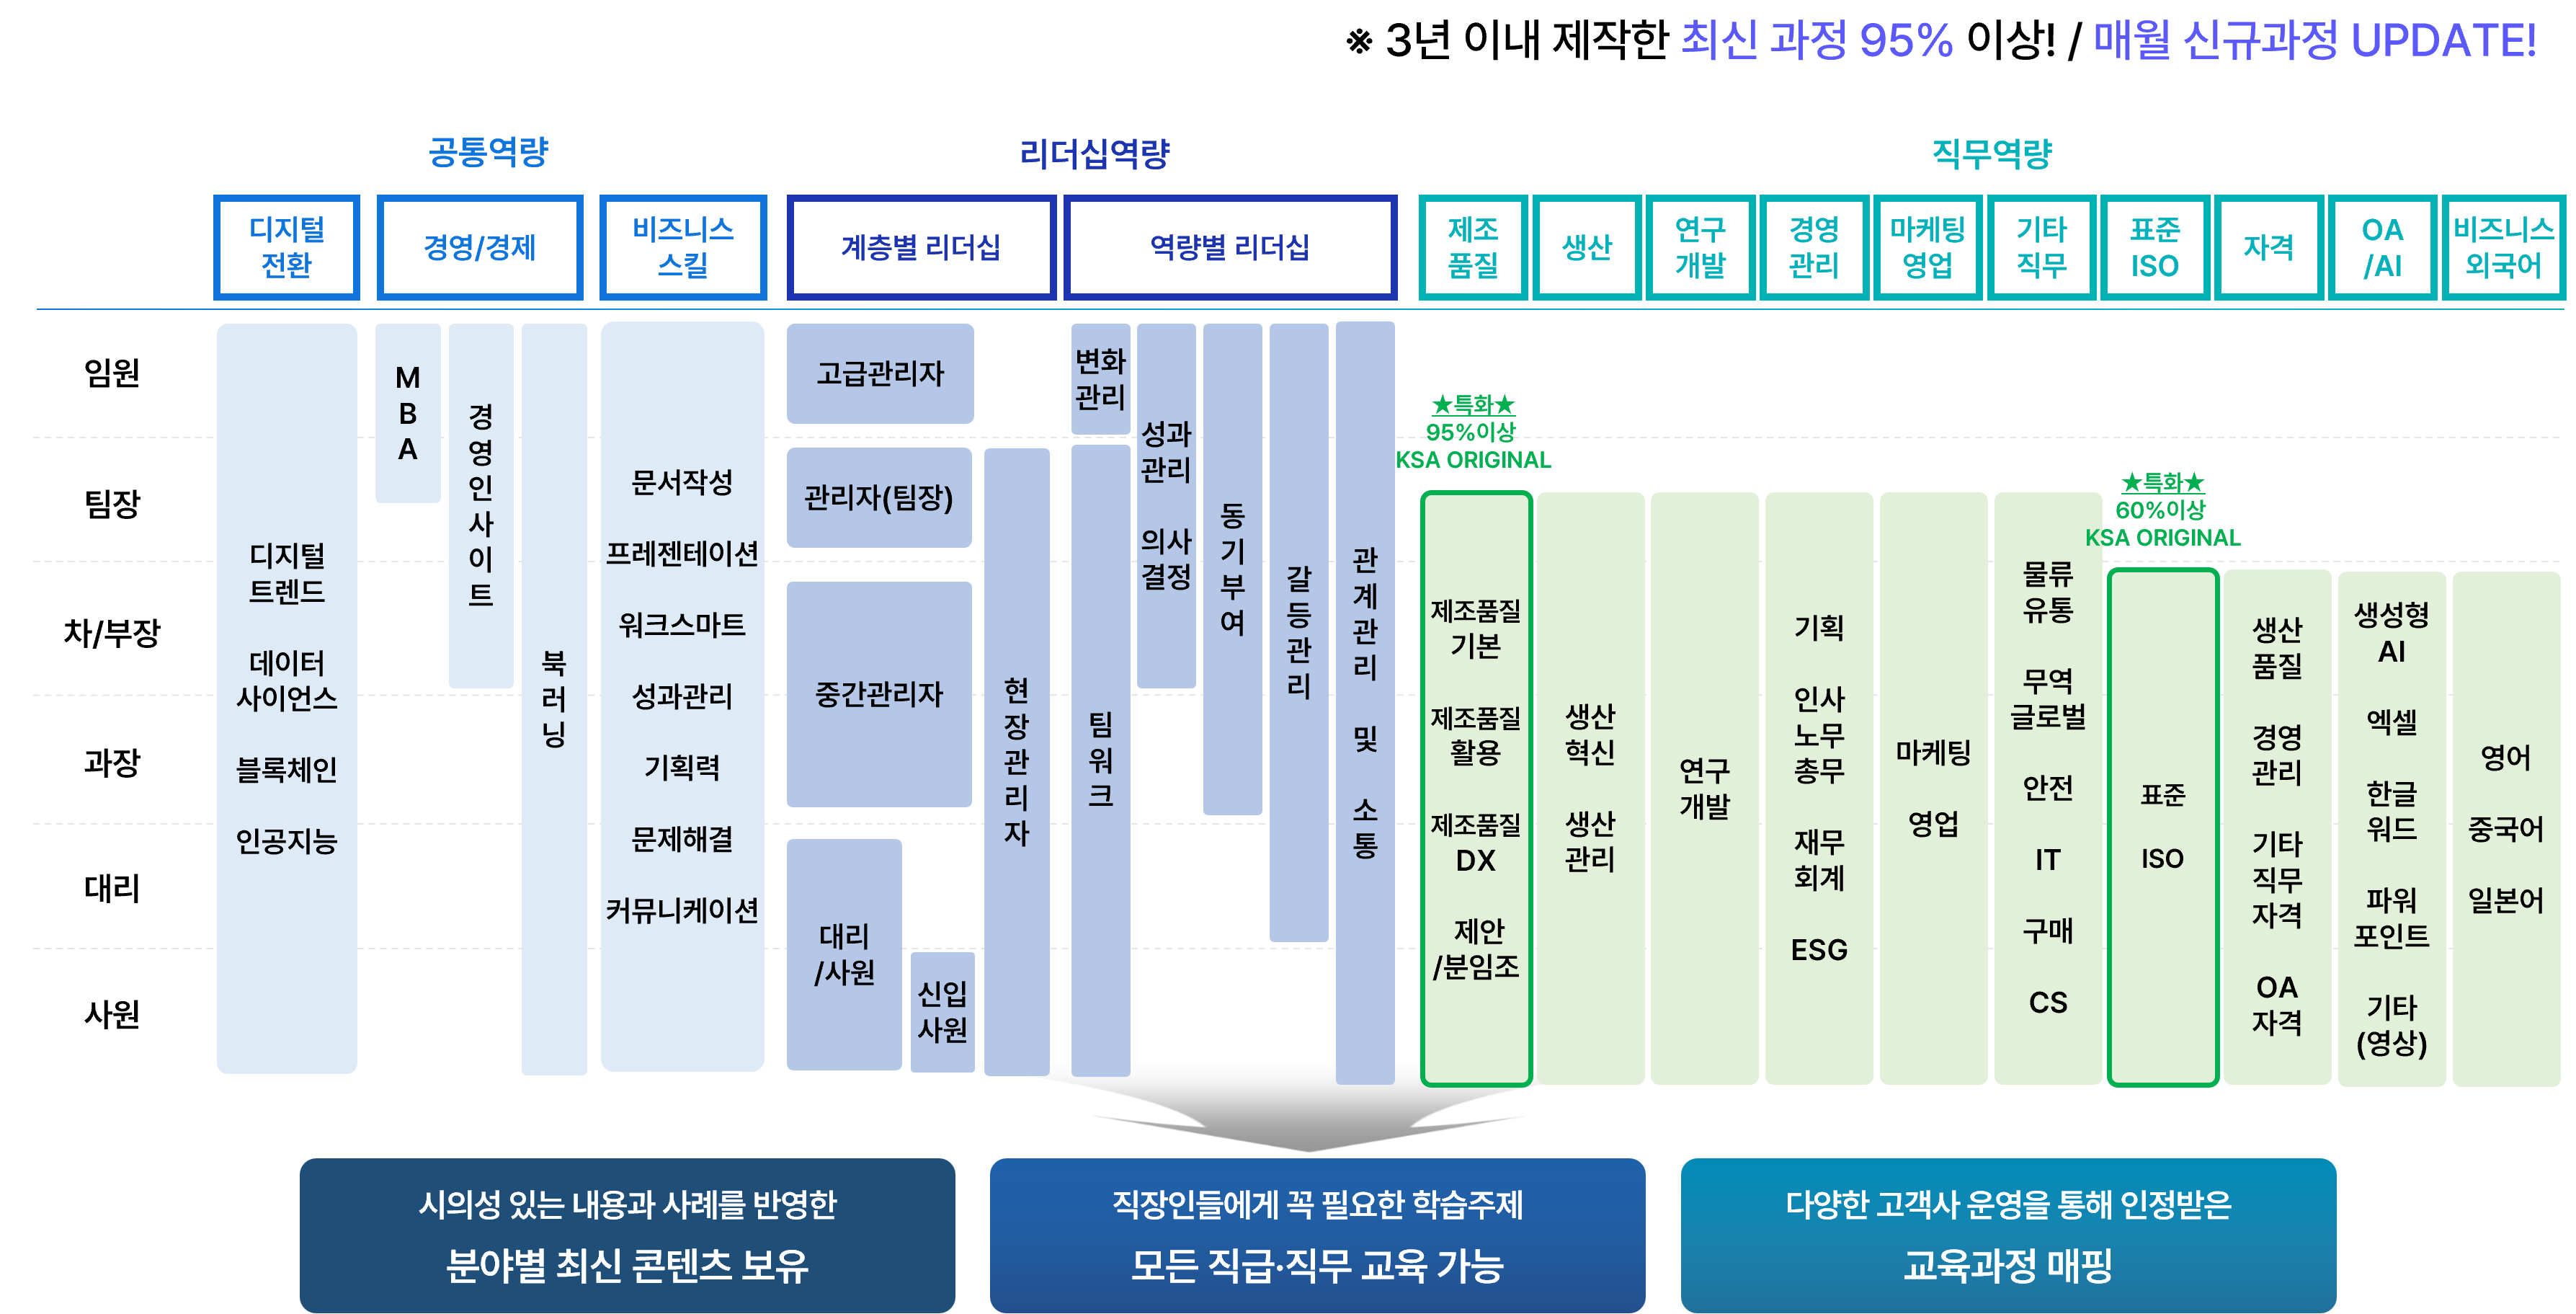 ※ 3년 이내 제작한 최신 과정 95% 이상! / 매월 신규과정 UPDATE!
공통역량
리더십역량
직무역량
디지털
전환
경영/경제
비즈니스
스킬
계층별 리더십
역량별 리더십
제조
품질
생산
연구
개발
경영
관리
마케팅
영업
기타
직무
표준
ISO
자격
OA
/AI
비즈니스
외국어
임원
팀장
차/부장
과장
대리
사원
디지털
트렌드
데이터
사이언스
블록체인
인공지능
MBA
경영인사이트
북러닝
문서작성
프레젠테이션
워크스마트
성과관리
기획력
문제해결
커뮤니케이션
고급관리자
관리자(팀장)
중간관리자
대리
/사원
신입
사원
현장관리자
변화
관리
팀워크
성과
관리
의사
결정
동기부여
갈등관리
관계관리 및 소통
★특화★
95%이상
KSA ORIGINAL
제조품질
기본
제조품질
활용
제조품질
DX
제안
/분임조
생산
혁신
생산
관리
연구
개발
기획
인사
노무
총무
재무
회계
ESG
마케팅
영업
물류
유통
무역
글로벌
안전
IT
구매
CS
★특화★
60%이상
KSA ORIGINAL
표준
ISO
생산
품질
경영
관리
기타
직무
자격
OA
자격
생성형
AI
엑셀
한글
워드
파워
포인트
기타
(영상)
영어
중국어
일본어
시의성 있는 내용과 사례를 반영한
분야별 최신 콘텐츠 보유
직장인들에게 꼭 필요한 학습주제
모든 직급·직무 교육 가능
다양한 고객사 운영을 통해 인정받은
교육과정 매핑